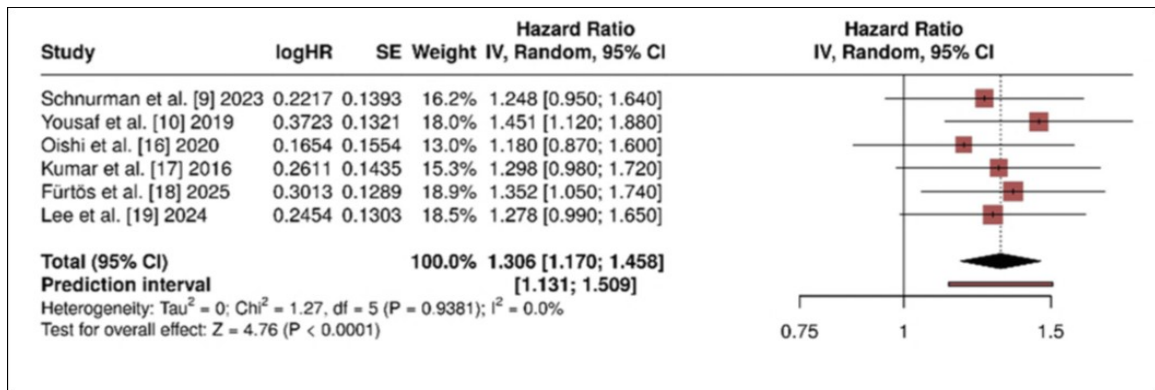 Hazard Ratio Hazard Ratio
Study logHR SE Weight IV, Random, 95% CI IV, Random, 95% CI
Schnurman et al. [9] 2023 0.2217 0.1393 16.2% 1.248 [0.950; 1.640]
Yousaf et al. [10] 2019 0.3723 0.1321 18.0% 1.451 [1.120; 1.880]
Oishi et al. [16] 2020 0.1654 0.1554 13.0% 1.180 [0.870; 1.600]
Kumar et al. [17] 2016 0.2611 0.1435 15.3% 1.298 [0.980; 1.720]
Fürtös et al. [18] 2025 0.3013 0.1289 18.9% 1.352 [1.050; 1.740]
Lee et al. [19] 2024 0.2454 0.1303 18.5% 1.278 [0.990; 1.650]
Total (95% CI) 100.0% 1.306 [1.170; 1.458]
Prediction interval [1.131; 1.509]
Heterogeneity: Tau² = 0; Chi² = 1.27, df = 5 (P = 0.9381); I² = 0.0%
Test for overall effect: Z = 4.76 (P < 0.0001)
0.75 1 1.5